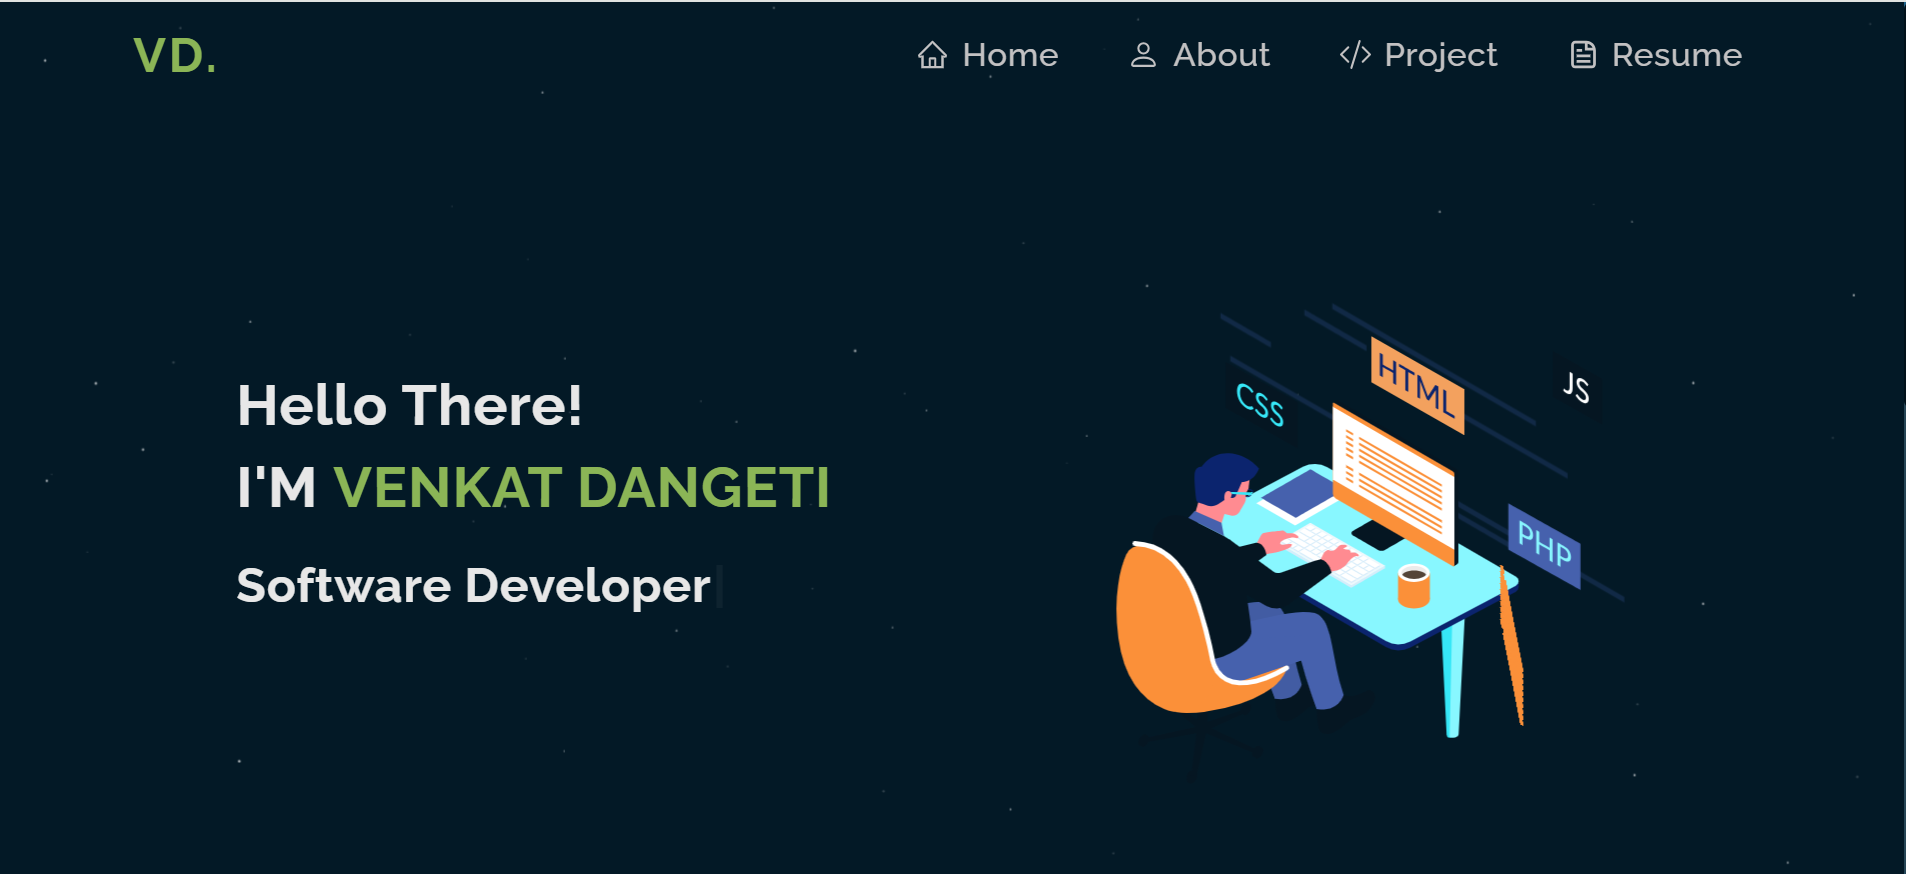 VD.
Home
About
Project
Resume
Hello There!
I'M VENKAT DANGETI
Software Developer
HTML
JS
CSS
PHP